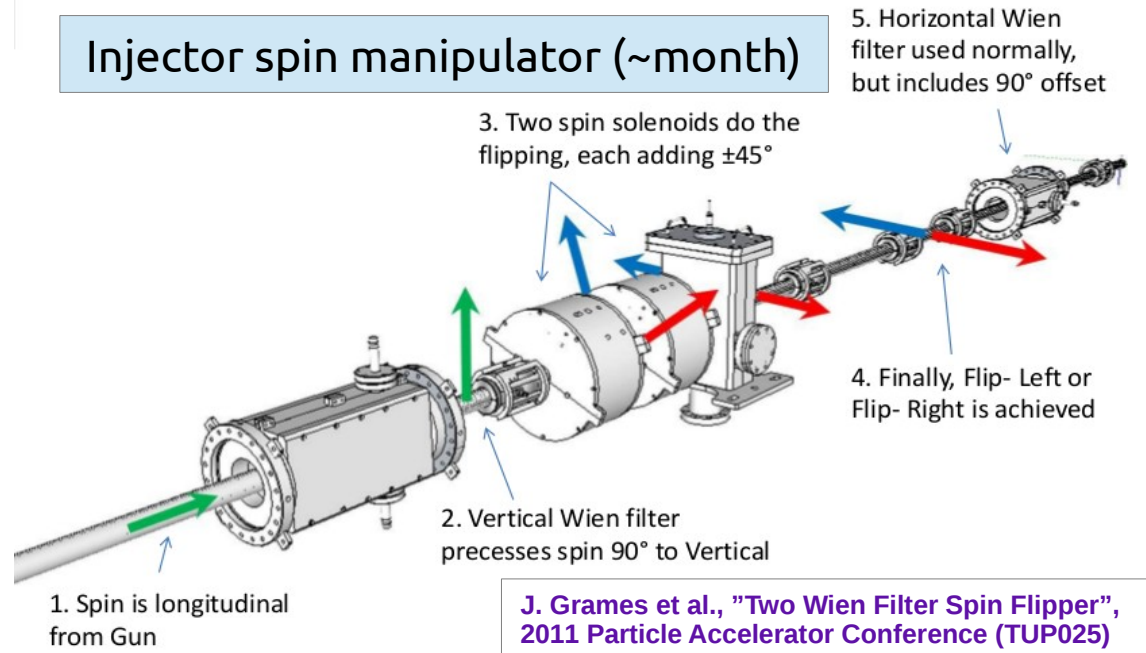 Injector spin manipulator (~month)
5. Horizontal Wien
filter used normally,
but includes 90° offset
3. Two spin solenoids do the
flipping, each adding ±45°
4. Finally, Flip- Left or
Flip- Right is achieved
2. Vertical Wien filter
precesses spin 90° to Vertical
1. Spin is longitudinal
from Gun
J. Grames et al., ”Two Wien Filter Spin Flipper”,
2011 Particle Accelerator Conference (TUP025)